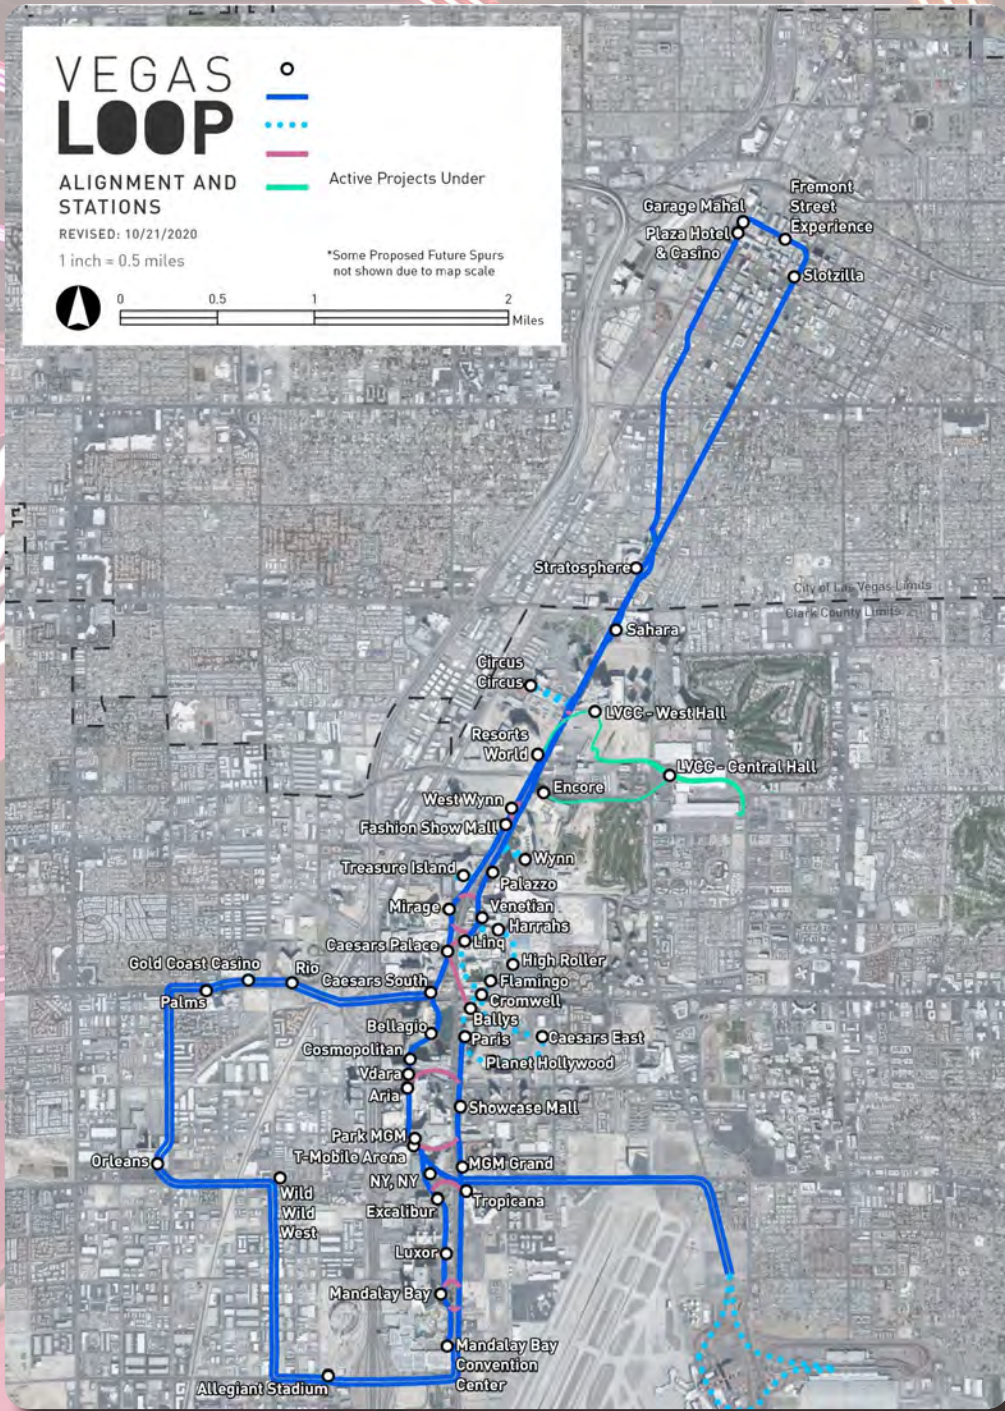 VEGAS
LOOP
ALIGNMENT AND
STATIONS
REVISED: 10/21/2020
1 inch = 0.5 miles
Active Projects Under
*Some Proposed Future Spurs
not shown due to map scale
0 0.5 1 2
Miles
Fremont
Street
Experience
Garage Mahal
Plaza Hotel
& Casino
Slotzilla
Stratosphere
City of Las Vegas Limits
Clark County Limits
Sahara
Circus
Circus
LVCC - West Hall
Resorts
World
LVCC - Central Hall
Encore
West Wynn
Fashion Show Mall
Wynn
Treasure Island
Palazzo
Mirage
Venetian
Harrahs
Linq
Caesars Palace
High Roller
Gold Coast Casino
Rio
Caesars South
Flamingo
Palms
Cromwell
Ballys
Bellagio
Paris
Caesars East
Cosmopolitan
Planet Hollywood
Vdara
Aria
Showcase Mall
Park MGM
T-Mobile Arena
Orleans
MGM Grand
NY, NY
Wild
Wild
West
Tropicana
Excalibur
Luxor
Mandalay Bay
Mandalay Bay
Convention
Center
Allegiant Stadium